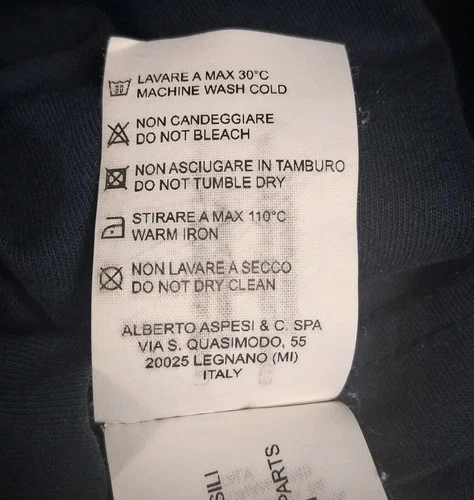 30
LAVARE A MAX 30°C
MACHINE WASH COLD
NON CANDEGGIARE
DO NOT BLEACH
NON ASCIUGARE IN TAMBURO
DO NOT TUMBLE DRY
STIRARE A MAX 110°C
WARM IRON
NON LAVARE A SECCO
DO NOT DRY CLEAN
ALBERTO ASPESI & C. SPA
VIA S. QUASIMODO, 55
20025 LEGNANO (MI)
ITALY
PARTS